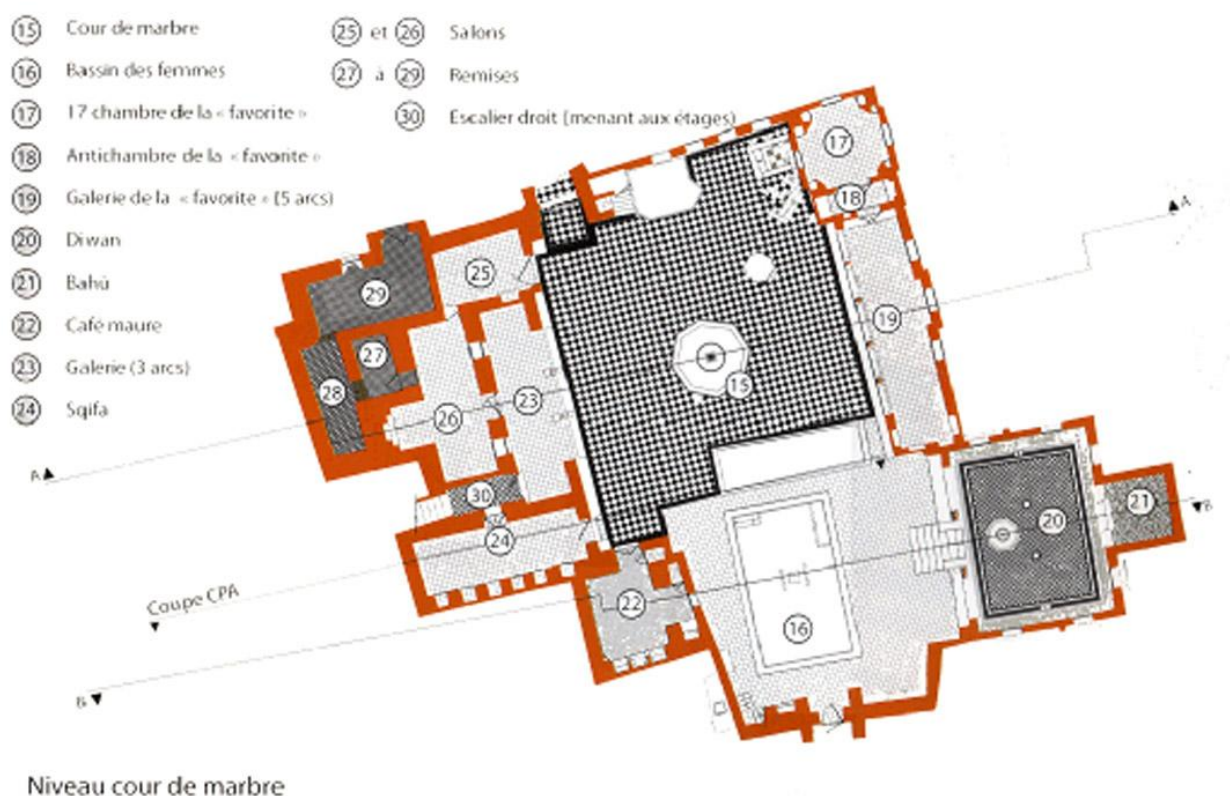 15 Cour de marbre
16 Bassin des femmes
17 17 chambre de la « favorite »
18 Antichambre de la « favorite »
19 Galerie de la « favorite » (5 arcs)
20 Diwan
21 Bahû
22 Café maure
23 Galerie (3 arcs)
24 Sqifa
25 et 26 Salons
27 à 29 Remises
30 Escalier droit (menant aux étages)
17
18
A
25
29
19
27
15
28
23
26
A
30
21
B
20
24
Coupe CPA
22
16
B
Niveau cour de marbre